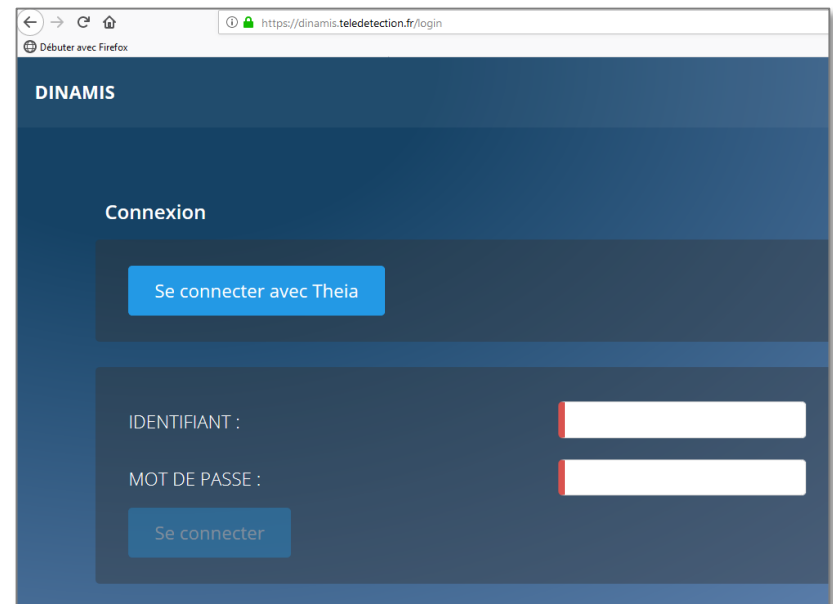 https://dinamis.teledetection.fr/login
Débuter avec Firefox
DINAMIS
Connexion
Se connecter avec Theia
IDENTIFIANT :
MOT DE PASSE :
Se connecter